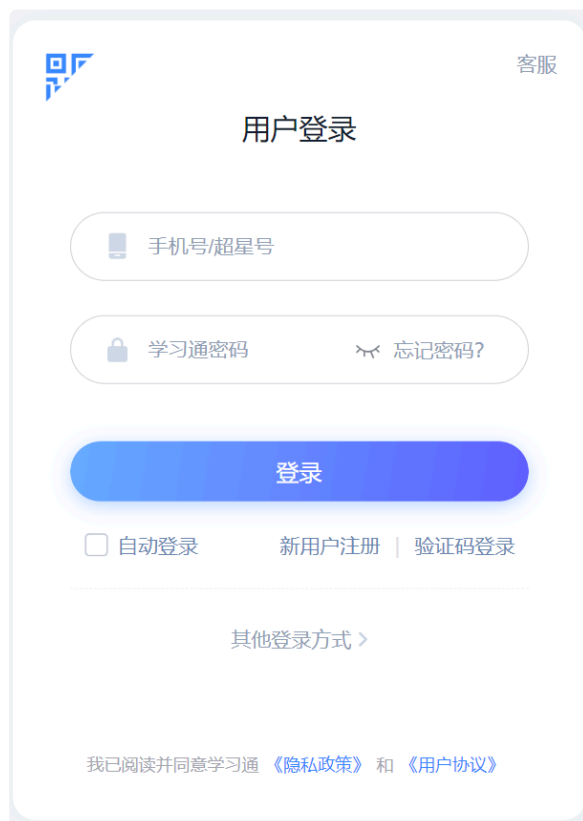 客服
用户登录
手机号/超星号
学习通密码 忘记密码?
登录
自动登录 新用户注册 | 验证码登录
其他登录方式 >
我已阅读并同意学习通 《隐私政策》 和 《用户协议》